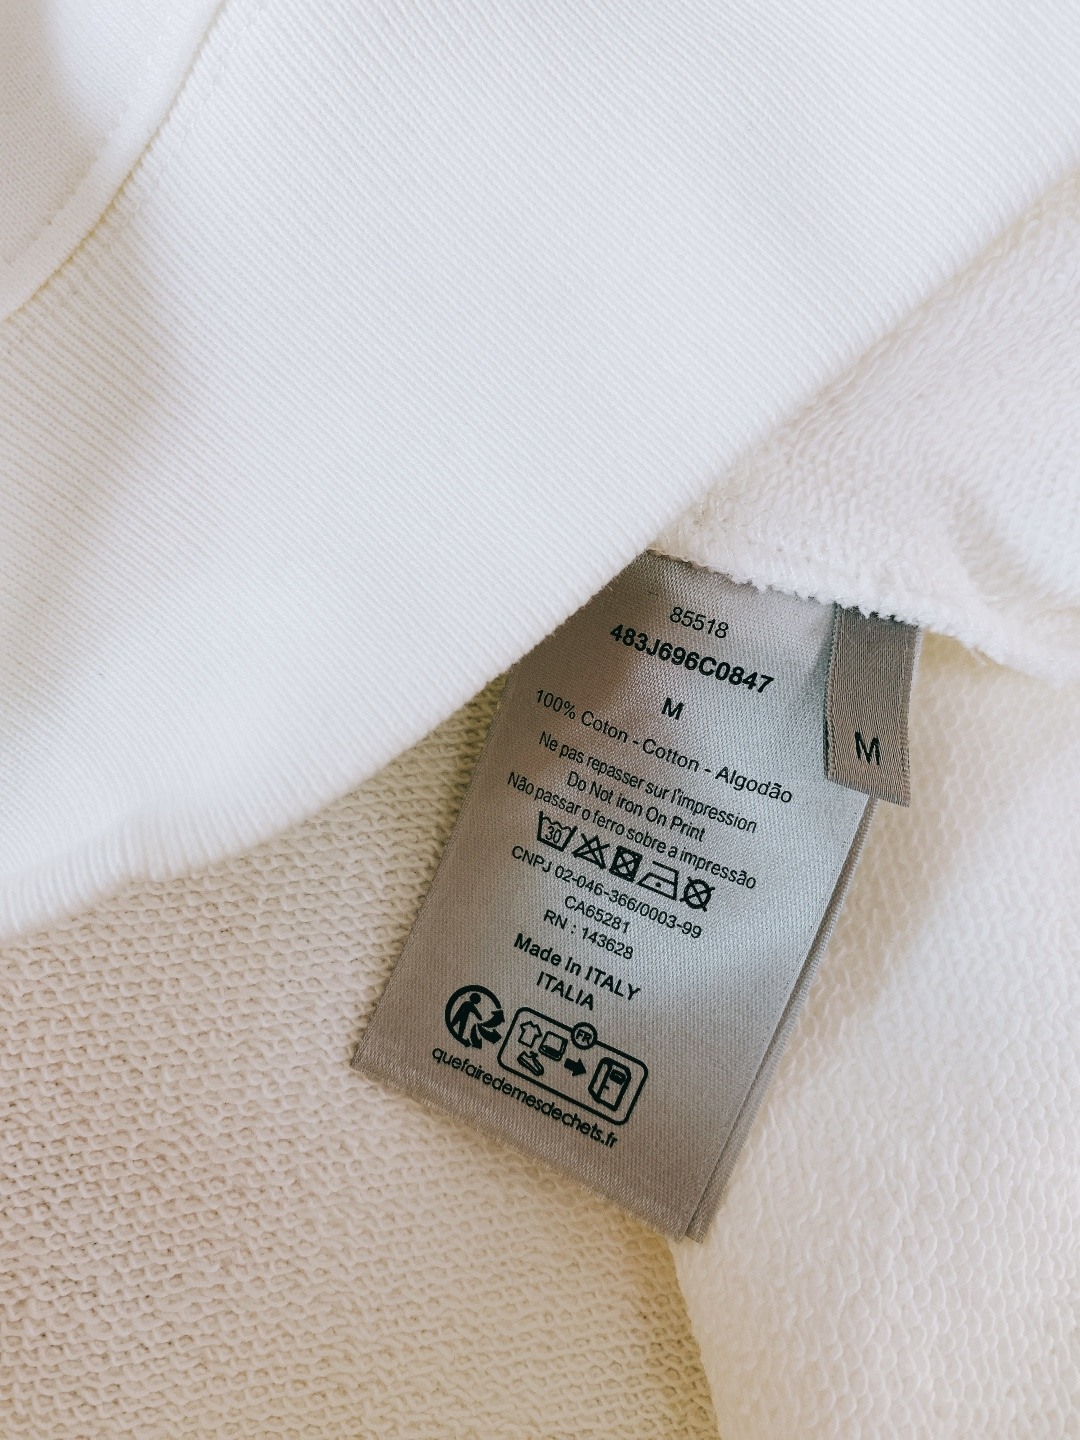 85518
483J696C0847
M
100% Coton - Cotton - Algodão
Ne pas repasser sur l'impression
Do Not Iron On Print
Não passar o ferro sobre a impressão
30
CNPJ 02-046-366/0003-99
CA65281
RN : 143628
Made In ITALY
ITALIA
FR
quefairedemesdechets.fr
M